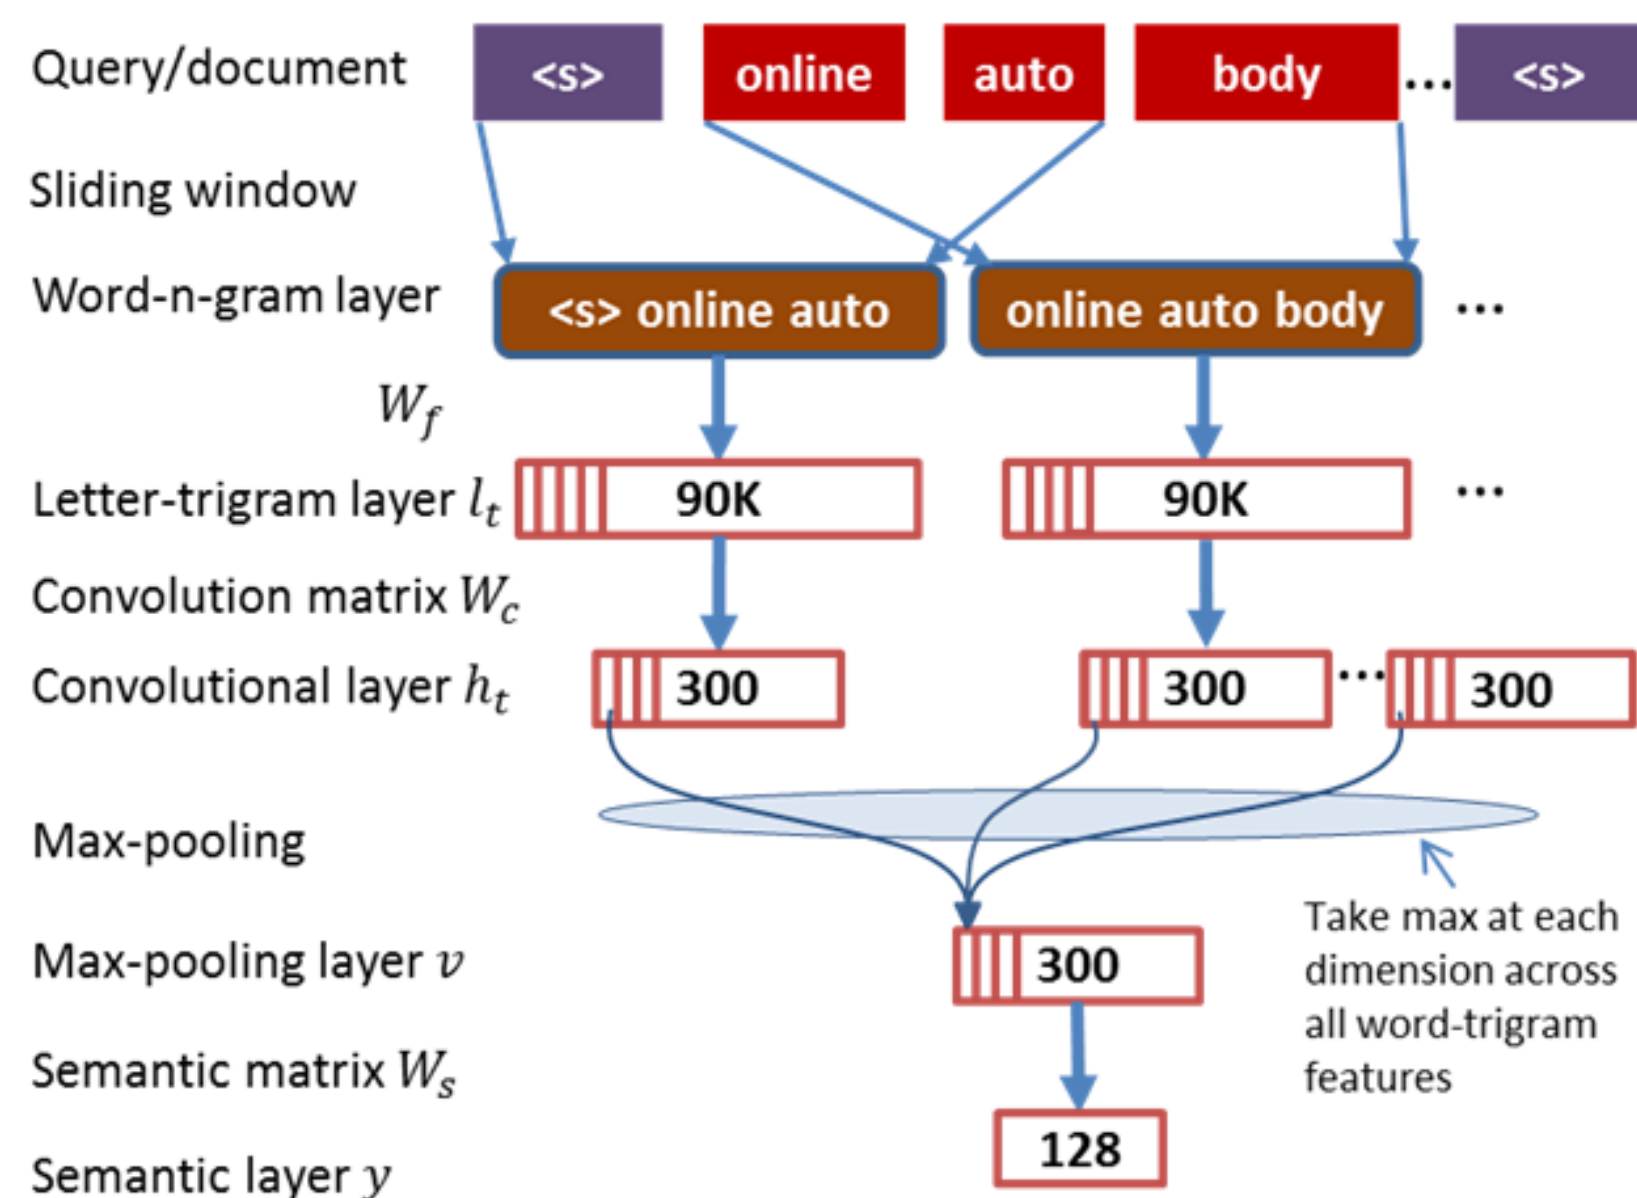 Query/document <s> online auto body ... <s>
Sliding window
Word-n-gram layer <s> online auto online auto body ...
W_f
Letter-trigram layer l_t 90K 90K ...
Convolution matrix W_c
Convolutional layer h_t 300 300 ... 300
Max-pooling
Take max at each
dimension across
all word-trigram
features
Max-pooling layer v 300
Semantic matrix W_s
Semantic layer y 128